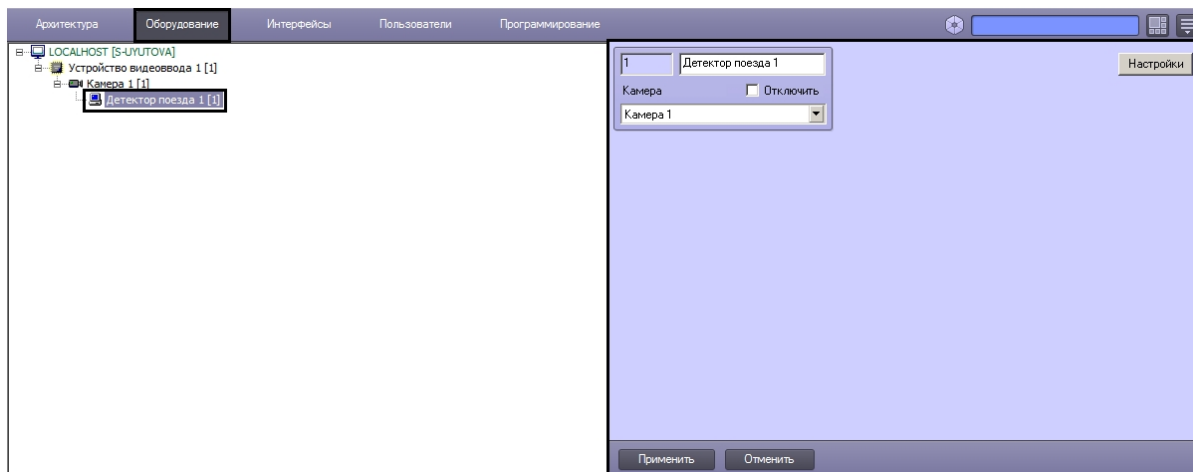 Архитектура Оборудование Интерфейсы Пользователи Программирование
LOCALHOST [S-UYUTOVA]
Устройство видеоввода 1 [1]
Камера 1 [1]
Детектор поезда 1 [1]
1 Детектор поезда 1 Настройки
Камера Отключить
Камера 1
Применить Отменить